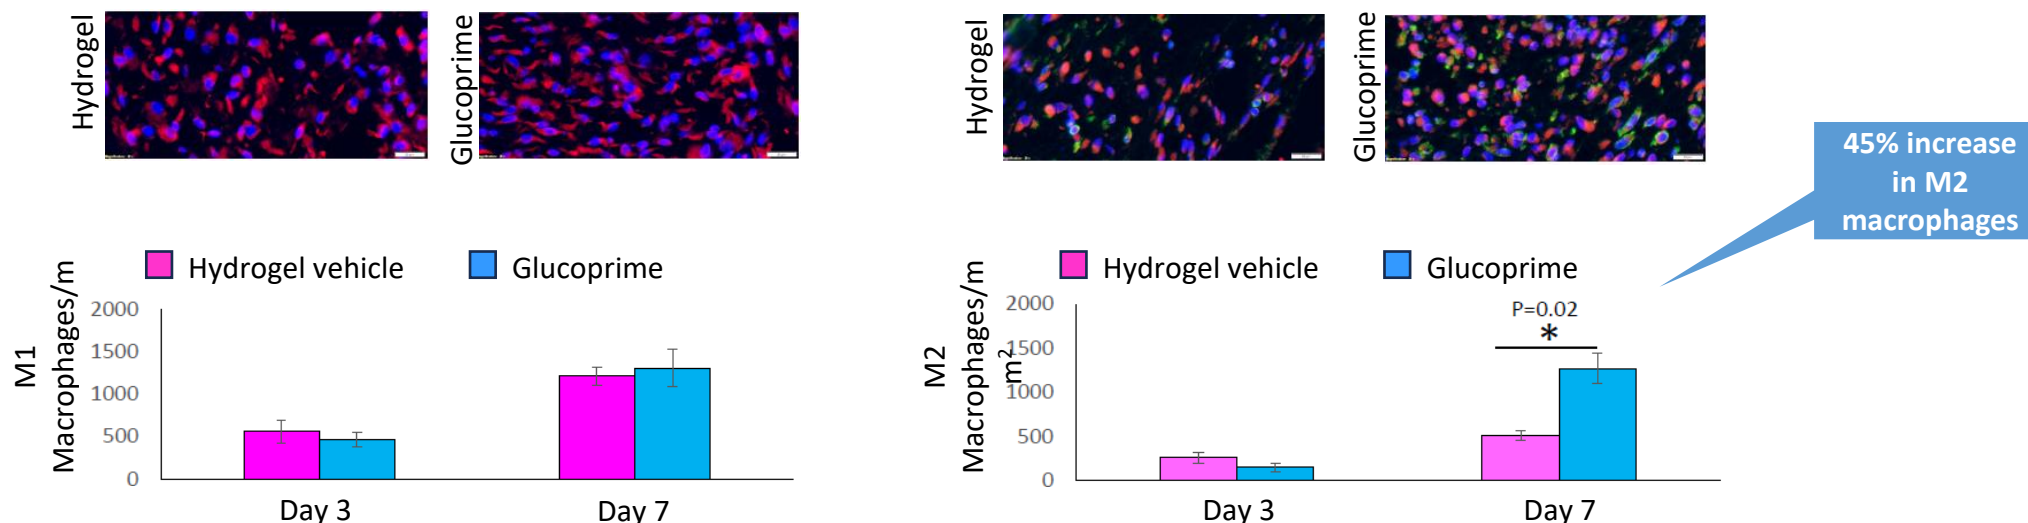 Hydrogel
Glucoprime
Hydrogel
Glucoprime
45% increase
in M2
macrophages
Hydrogel vehicle
Glucoprime
M1
Macrophages/m
2000
1500
1000
500
0
Day 3
Day 7
Hydrogel vehicle
Glucoprime
M2
Macrophages/m
m²
2000
1500
1000
500
0
P=0.02
*
Day 3
Day 7